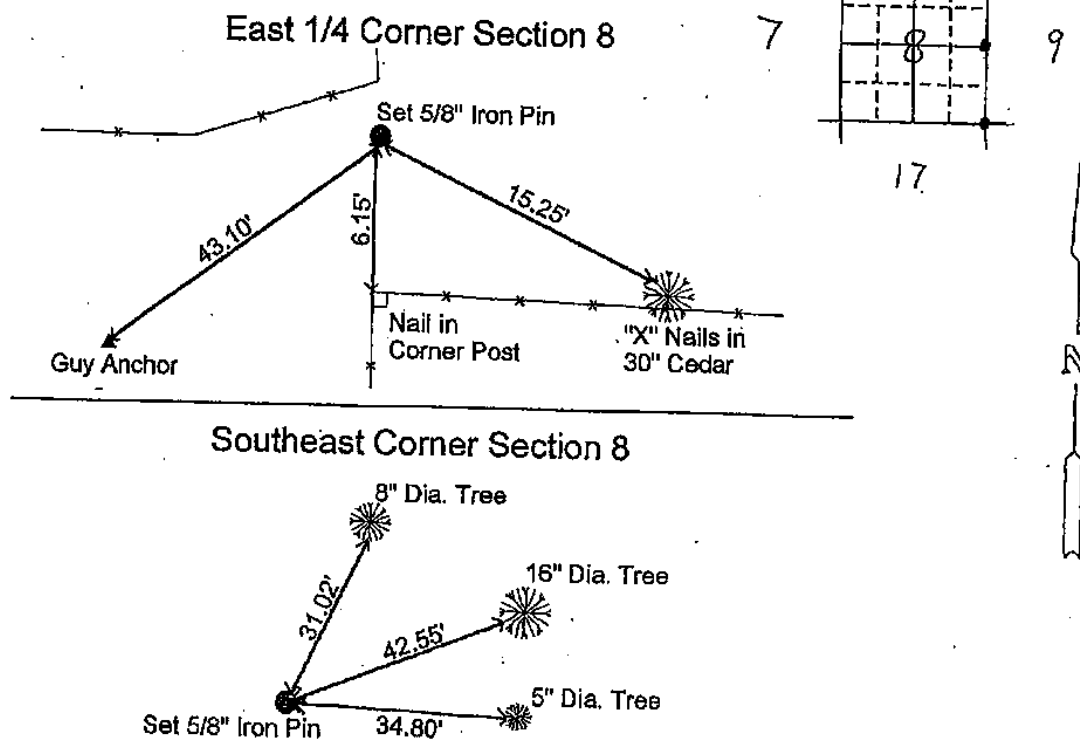 East 1/4 Corner Section 8
7
8
9
17
Set 5/8" Iron Pin
43.10'
6.15'
15.25'
Guy Anchor
Nail in
Corner Post
"X" Nails in
30" Cedar
N
Southeast Corner Section 8
8" Dia. Tree
31.02'
16" Dia. Tree
42.55'
5" Dia. Tree
34.80'
Set 5/8" Iron Pin